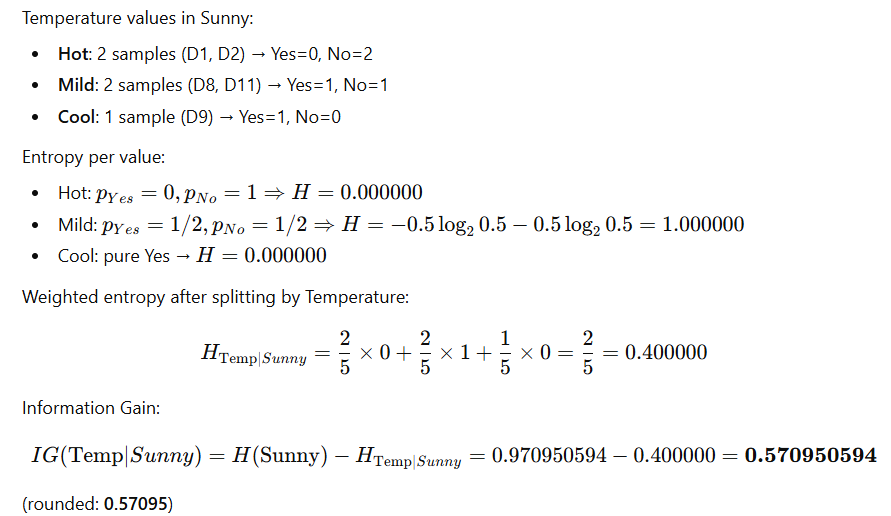 Temperature values in Sunny:
• Hot: 2 samples (D1, D2) → Yes=0, No=2
• Mild: 2 samples (D8, D11) → Yes=1, No=1
• Cool: 1 sample (D9) → Yes=1, No=0
Entropy per value:
• Hot: p_Yes = 0, p_No = 1 ⇒ H = 0.000000
• Mild: p_Yes = 1/2, p_No = 1/2 ⇒ H = −0.5 log₂ 0.5 − 0.5 log₂ 0.5 = 1.000000
• Cool: pure Yes → H = 0.000000
Weighted entropy after splitting by Temperature:
H_Temp|Sunny = 2/5 × 0 + 2/5 × 1 + 1/5 × 0 = 2/5 = 0.400000
Information Gain:
IG(Temp|Sunny) = H(Sunny) − H_Temp|Sunny = 0.970950594 − 0.400000 = 0.570950594
(rounded: 0.57095)